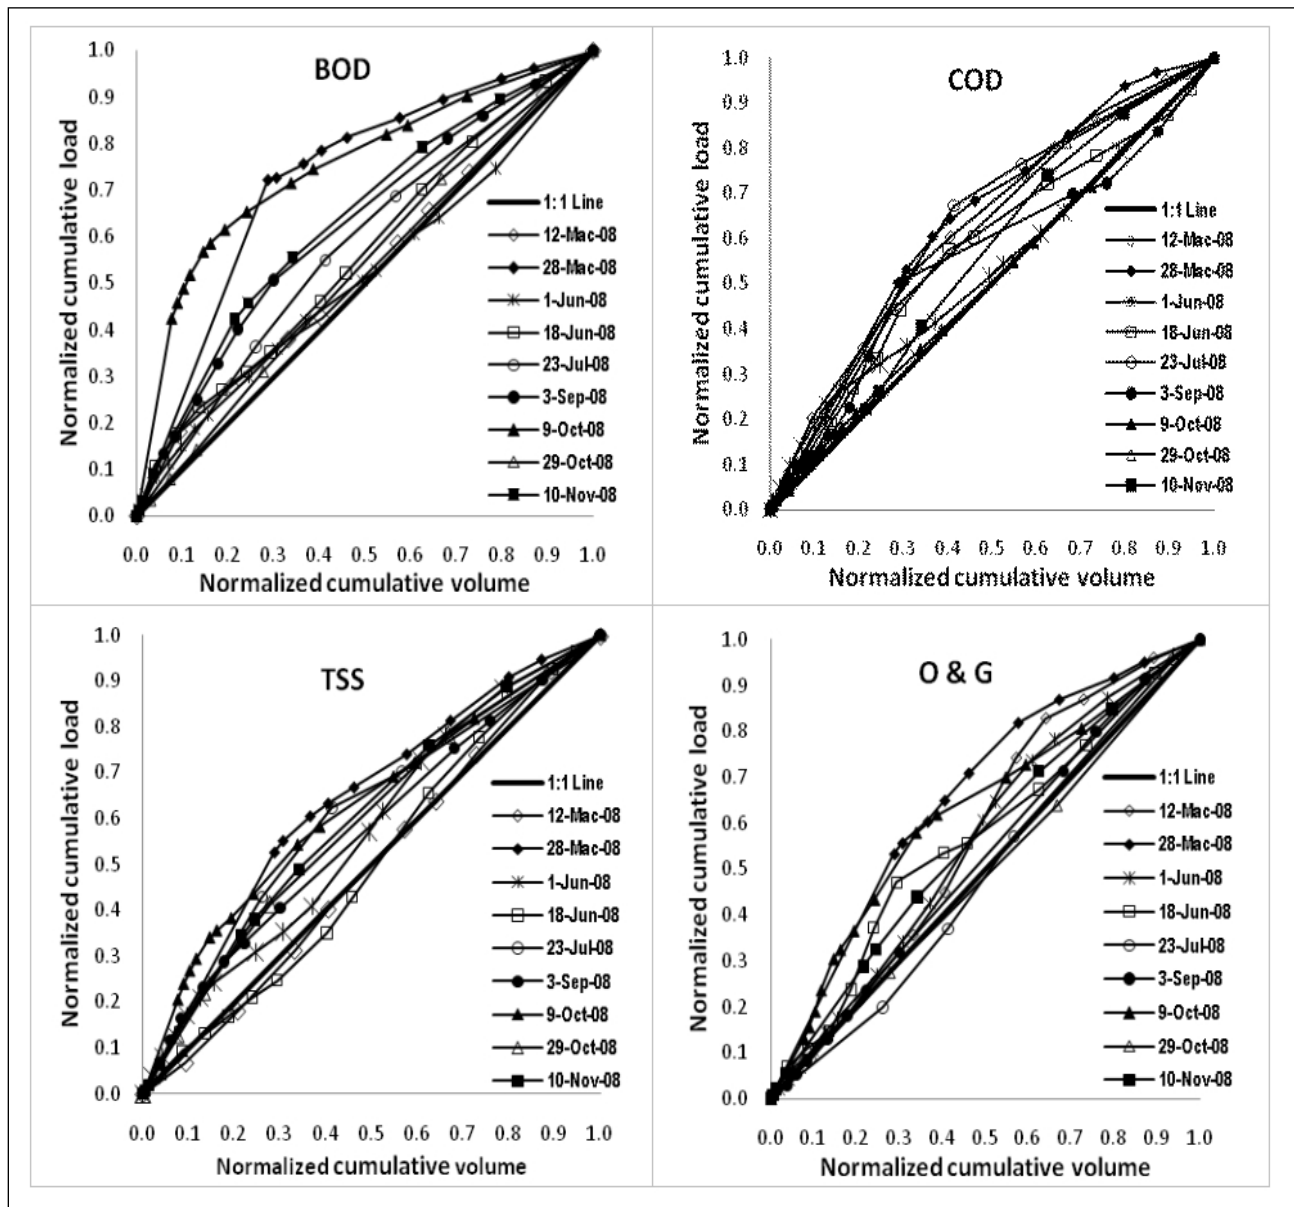 BOD
Normalized cumulative load
1.0
0.9
0.8
0.7
0.6
0.5
0.4
0.3
0.2
0.1
0.0
0.0 0.1 0.2 0.3 0.4 0.5 0.6 0.7 0.8 0.9 1.0
Normalized cumulative volume
1:1 Line
12-Mac-08
28-Mac-08
1-Jun-08
18-Jun-08
23-Jul-08
3-Sep-08
9-Oct-08
29-Oct-08
10-Nov-08
COD
Normalized cumulative load
1.0
0.9
0.8
0.7
0.6
0.5
0.4
0.3
0.2
0.1
0.0
0.0 0.1 0.2 0.3 0.4 0.5 0.6 0.7 0.8 0.9 1.0
Normalized cumulative volume
1:1 Line
12-Mac-08
28-Mac-08
1-Jun-08
18-Jun-08
23-Jul-08
3-Sep-08
9-Oct-08
29-Oct-08
10-Nov-08
TSS
Normalized cumulative load
1.0
0.9
0.8
0.7
0.6
0.5
0.4
0.3
0.2
0.1
0.0
0.0 0.1 0.2 0.3 0.4 0.5 0.6 0.7 0.8 0.9 1.0
Normalized cumulative volume
1:1 Line
12-Mac-08
28-Mac-08
1-Jun-08
18-Jun-08
23-Jul-08
3-Sep-08
9-Oct-08
29-Oct-08
10-Nov-08
O & G
Normalized cumulative load
1.0
0.9
0.8
0.7
0.6
0.5
0.4
0.3
0.2
0.1
0.0
0.0 0.1 0.2 0.3 0.4 0.5 0.6 0.7 0.8 0.9 1.0
Normalized cumulative volume
1:1 Line
12-Mac-08
28-Mac-08
1-Jun-08
18-Jun-08
23-Jul-08
3-Sep-08
9-Oct-08
29-Oct-08
10-Nov-08